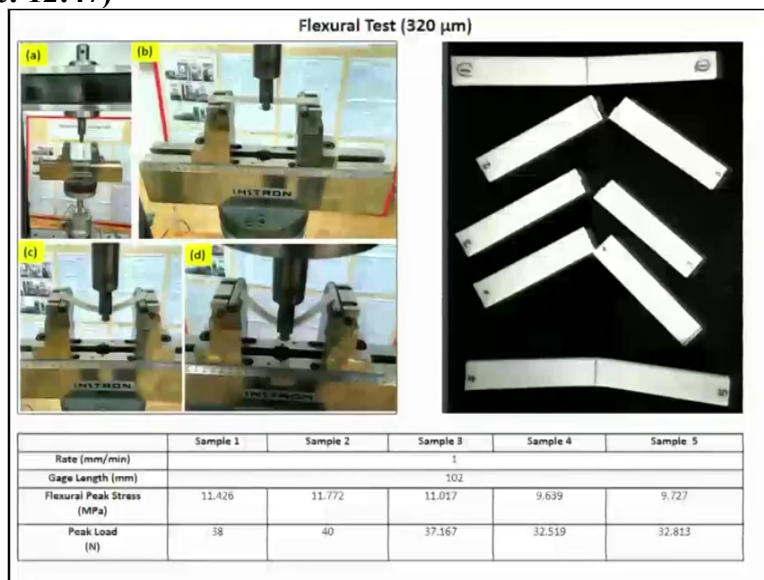 Flexural Test (320 μm)
(a)
(b)
INSTRON
(c)
(d)
INSTRON
INSTRON
Sample 1 Sample 2 Sample 3 Sample 4 Sample 5
Rate (mm/min) 1
Gage Length (mm) 102
Flexural Peak Stress (MPa) 11.426 11.772 11.017 9.639 9.727
Peak Load (N) 38 40 37.167 32.519 32.813